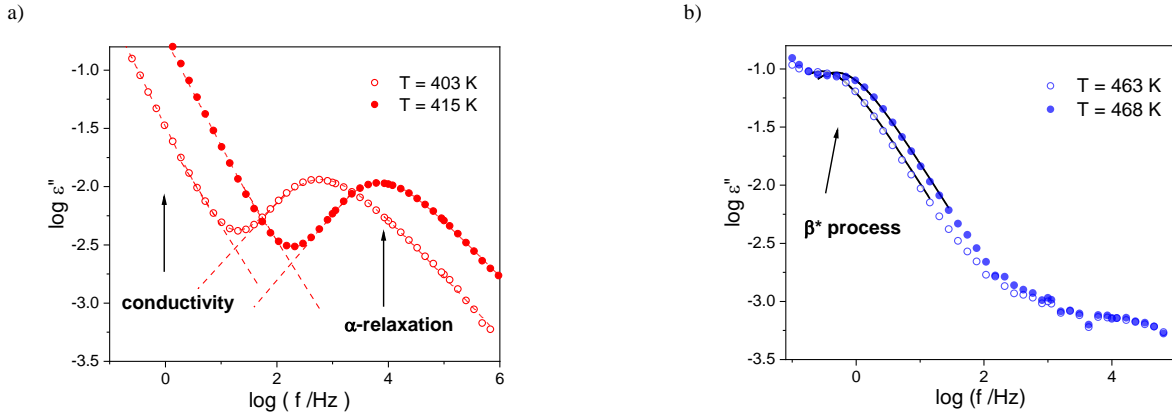 a)
-1.0
-1.5
-2.0
-2.5
-3.0
-3.5
log ε"
T = 403 K
T = 415 K
conductivity
α-relaxation
0
2
4
6
log ( f /Hz )
b)
-1.0
-1.5
-2.0
-2.5
-3.0
-3.5
log ε"
T = 463 K
T = 468 K
β* process
0
2
4
log (f /Hz)